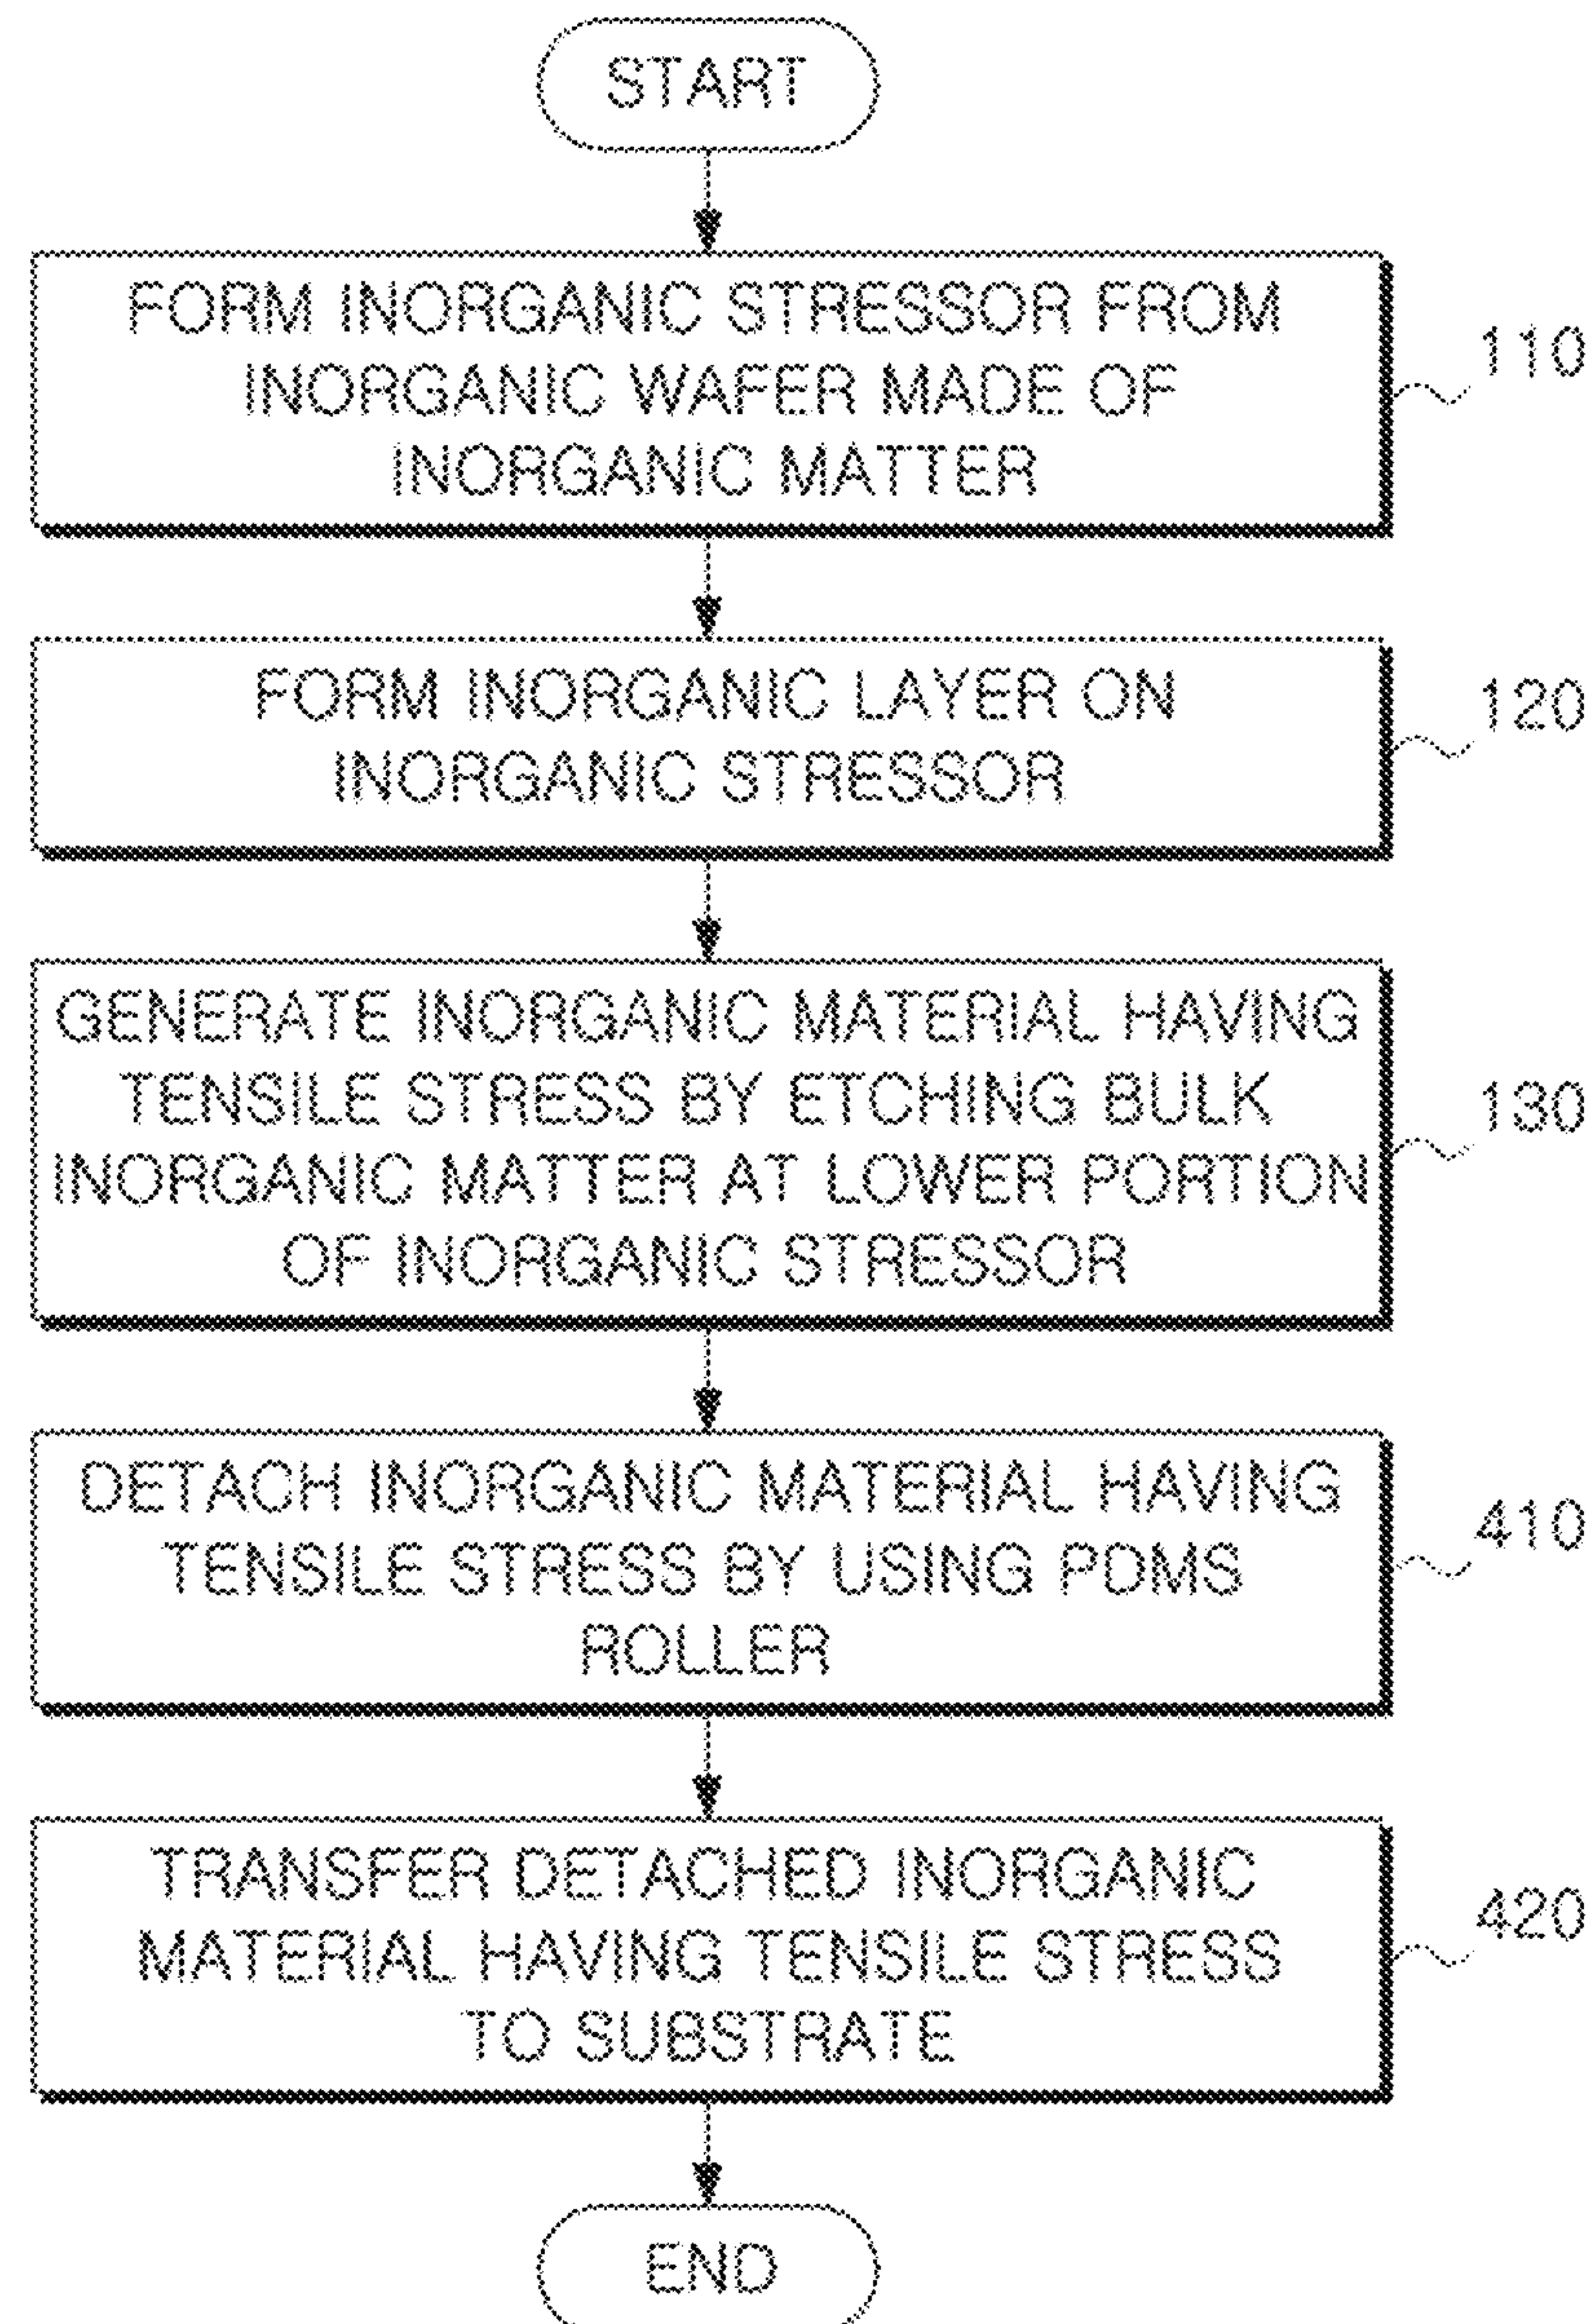 START
FORM INORGANIC STRESSOR FROM
INORGANIC WAFER MADE OF
INORGANIC MATTER
110
FORM INORGANIC LAYER ON
INORGANIC STRESSOR
120
GENERATE INORGANIC MATERIAL HAVING
TENSILE STRESS BY ETCHING BULK
INORGANIC MATTER AT LOWER PORTION
OF INORGANIC STRESSOR
130
DETACH INORGANIC MATERIAL HAVING
TENSILE STRESS BY USING PDMS
ROLLER
410
TRANSFER DETACHED INORGANIC
MATERIAL HAVING TENSILE STRESS
TO SUBSTRATE
420
END